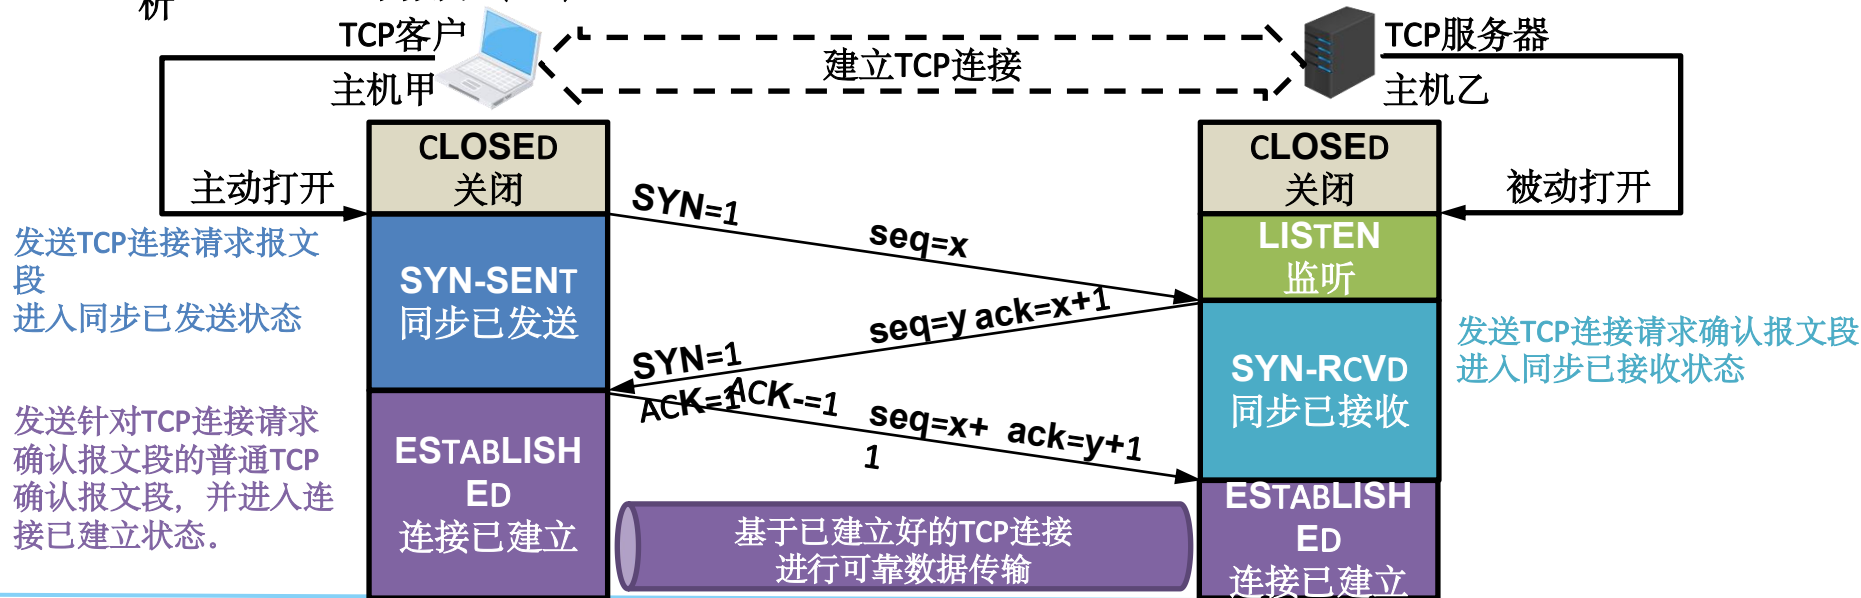 析
TCP客户
主机甲
建立TCP连接
TCP服务器
主机乙
主动打开
CLOSED
关闭
CLOSED
关闭
被动打开
SYN=1
seq=x
发送TCP连接请求报文
段
进入同步已发送状态
SYN-SENT
同步已发送
LISTEN
监听
seq=y ack=x+1
SYN=1
ACK=1
SYN-RCVD
同步已接收
发送TCP连接请求确认报文段
进入同步已接收状态
ACK-=1
seq=x+
1
ack=y+1
发送针对TCP连接请求
确认报文段的普通TCP
确认报文段，并进入连
接已建立状态。
ESTABLISH
ED
连接已建立
基于已建立好的TCP连接
进行可靠数据传输
ESTABLISH
ED
连接已建立